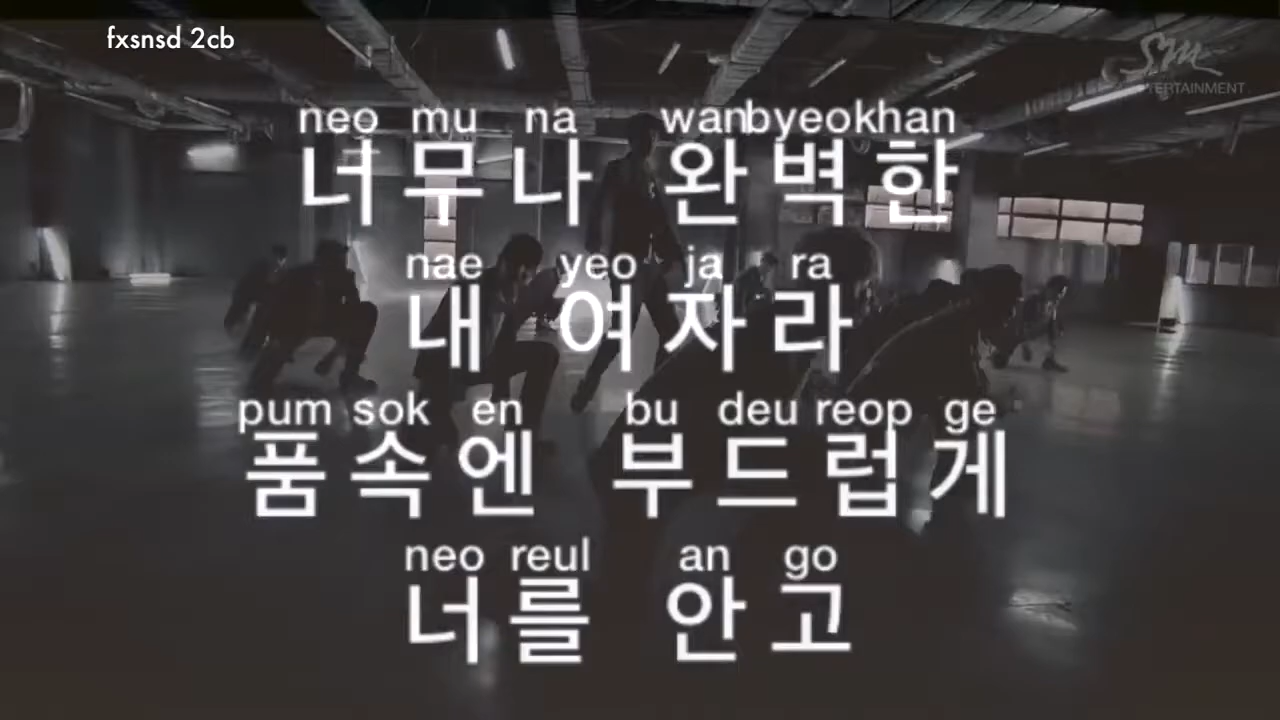 fxsnsd 2cb
SM
ERTAINMENT
neo mu na wanbyeokhan
너무나 완벽한
nae yeo ja ra
내 여자라
pum sok en bu deu reop ge
품속엔 부드럽게
neo reul an go
너를 안고